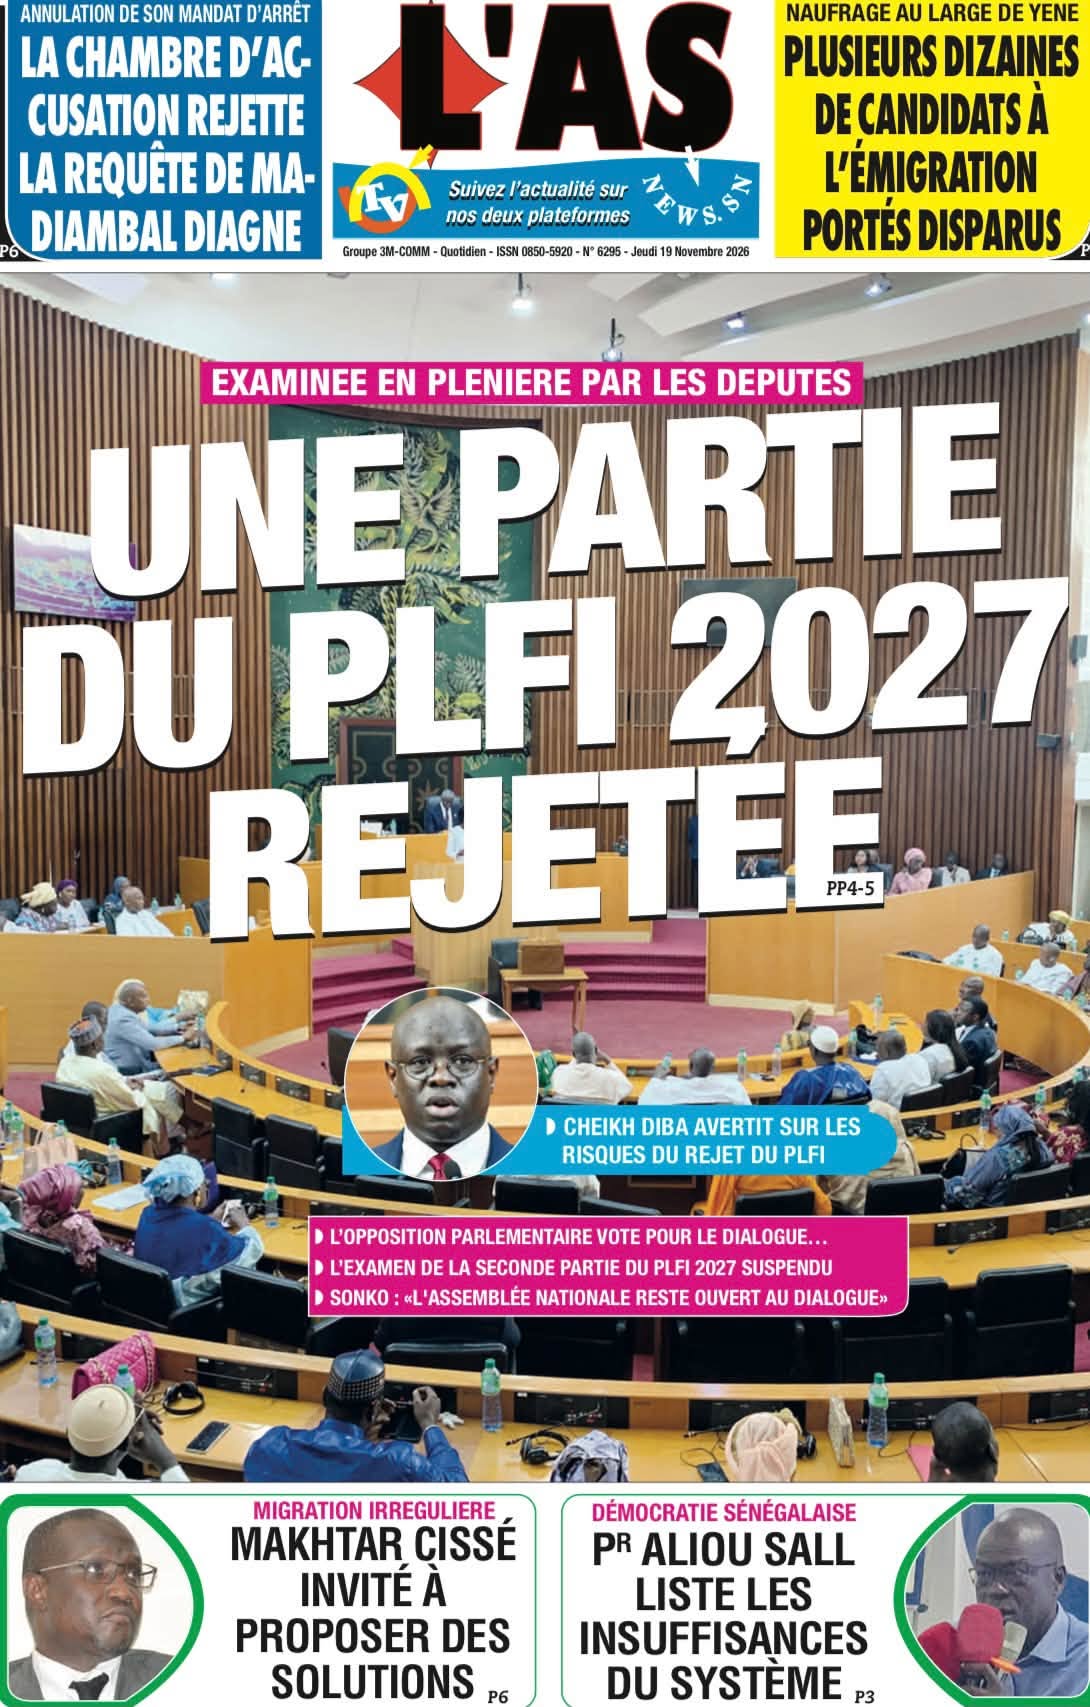 ANNULATION DE SON MANDAT D'ARRÊT
LA CHAMBRE D'AC-
CUSATION REJETTE
LA REQUÊTE DE MA-
DIAMBAL DIAGNE
P6
L'AS
TV
Suivez l'actualité sur
nos deux plateformes
NEWS.SN
Groupe 3M-COMM - Quotidien - ISSN 0850-5920 - N° 6295 - Jeudi 19 Novembre 2026
NAUFRAGE AU LARGE DE YENE
PLUSIEURS DIZAINES
DE CANDIDATS À
L'ÉMIGRATION
PORTÉS DISPARUS
P
EXAMINEE EN PLENIERE PAR LES DEPUTES
UNE PARTIE
DU PLFI 2027
REJETÉE
PP4-5
CHEIKH DIBA AVERTIT SUR LES
RISQUES DU REJET DU PLFI
L'OPPOSITION PARLEMENTAIRE VOTE POUR LE DIALOGUE...
L'EXAMEN DE LA SECONDE PARTIE DU PLFI 2027 SUSPENDU
SONKO : «L'ASSEMBLÉE NATIONALE RESTE OUVERT AU DIALOGUE»
MIGRATION IRREGULIERE
MAKHTAR CISSÉ
INVITÉ À
PROPOSER DES
SOLUTIONS
P6
DÉMOCRATIE SÉNÉGALAISE
PR ALIOU SALL
LISTE LES
INSUFFISANCES
DU SYSTÈME
P3